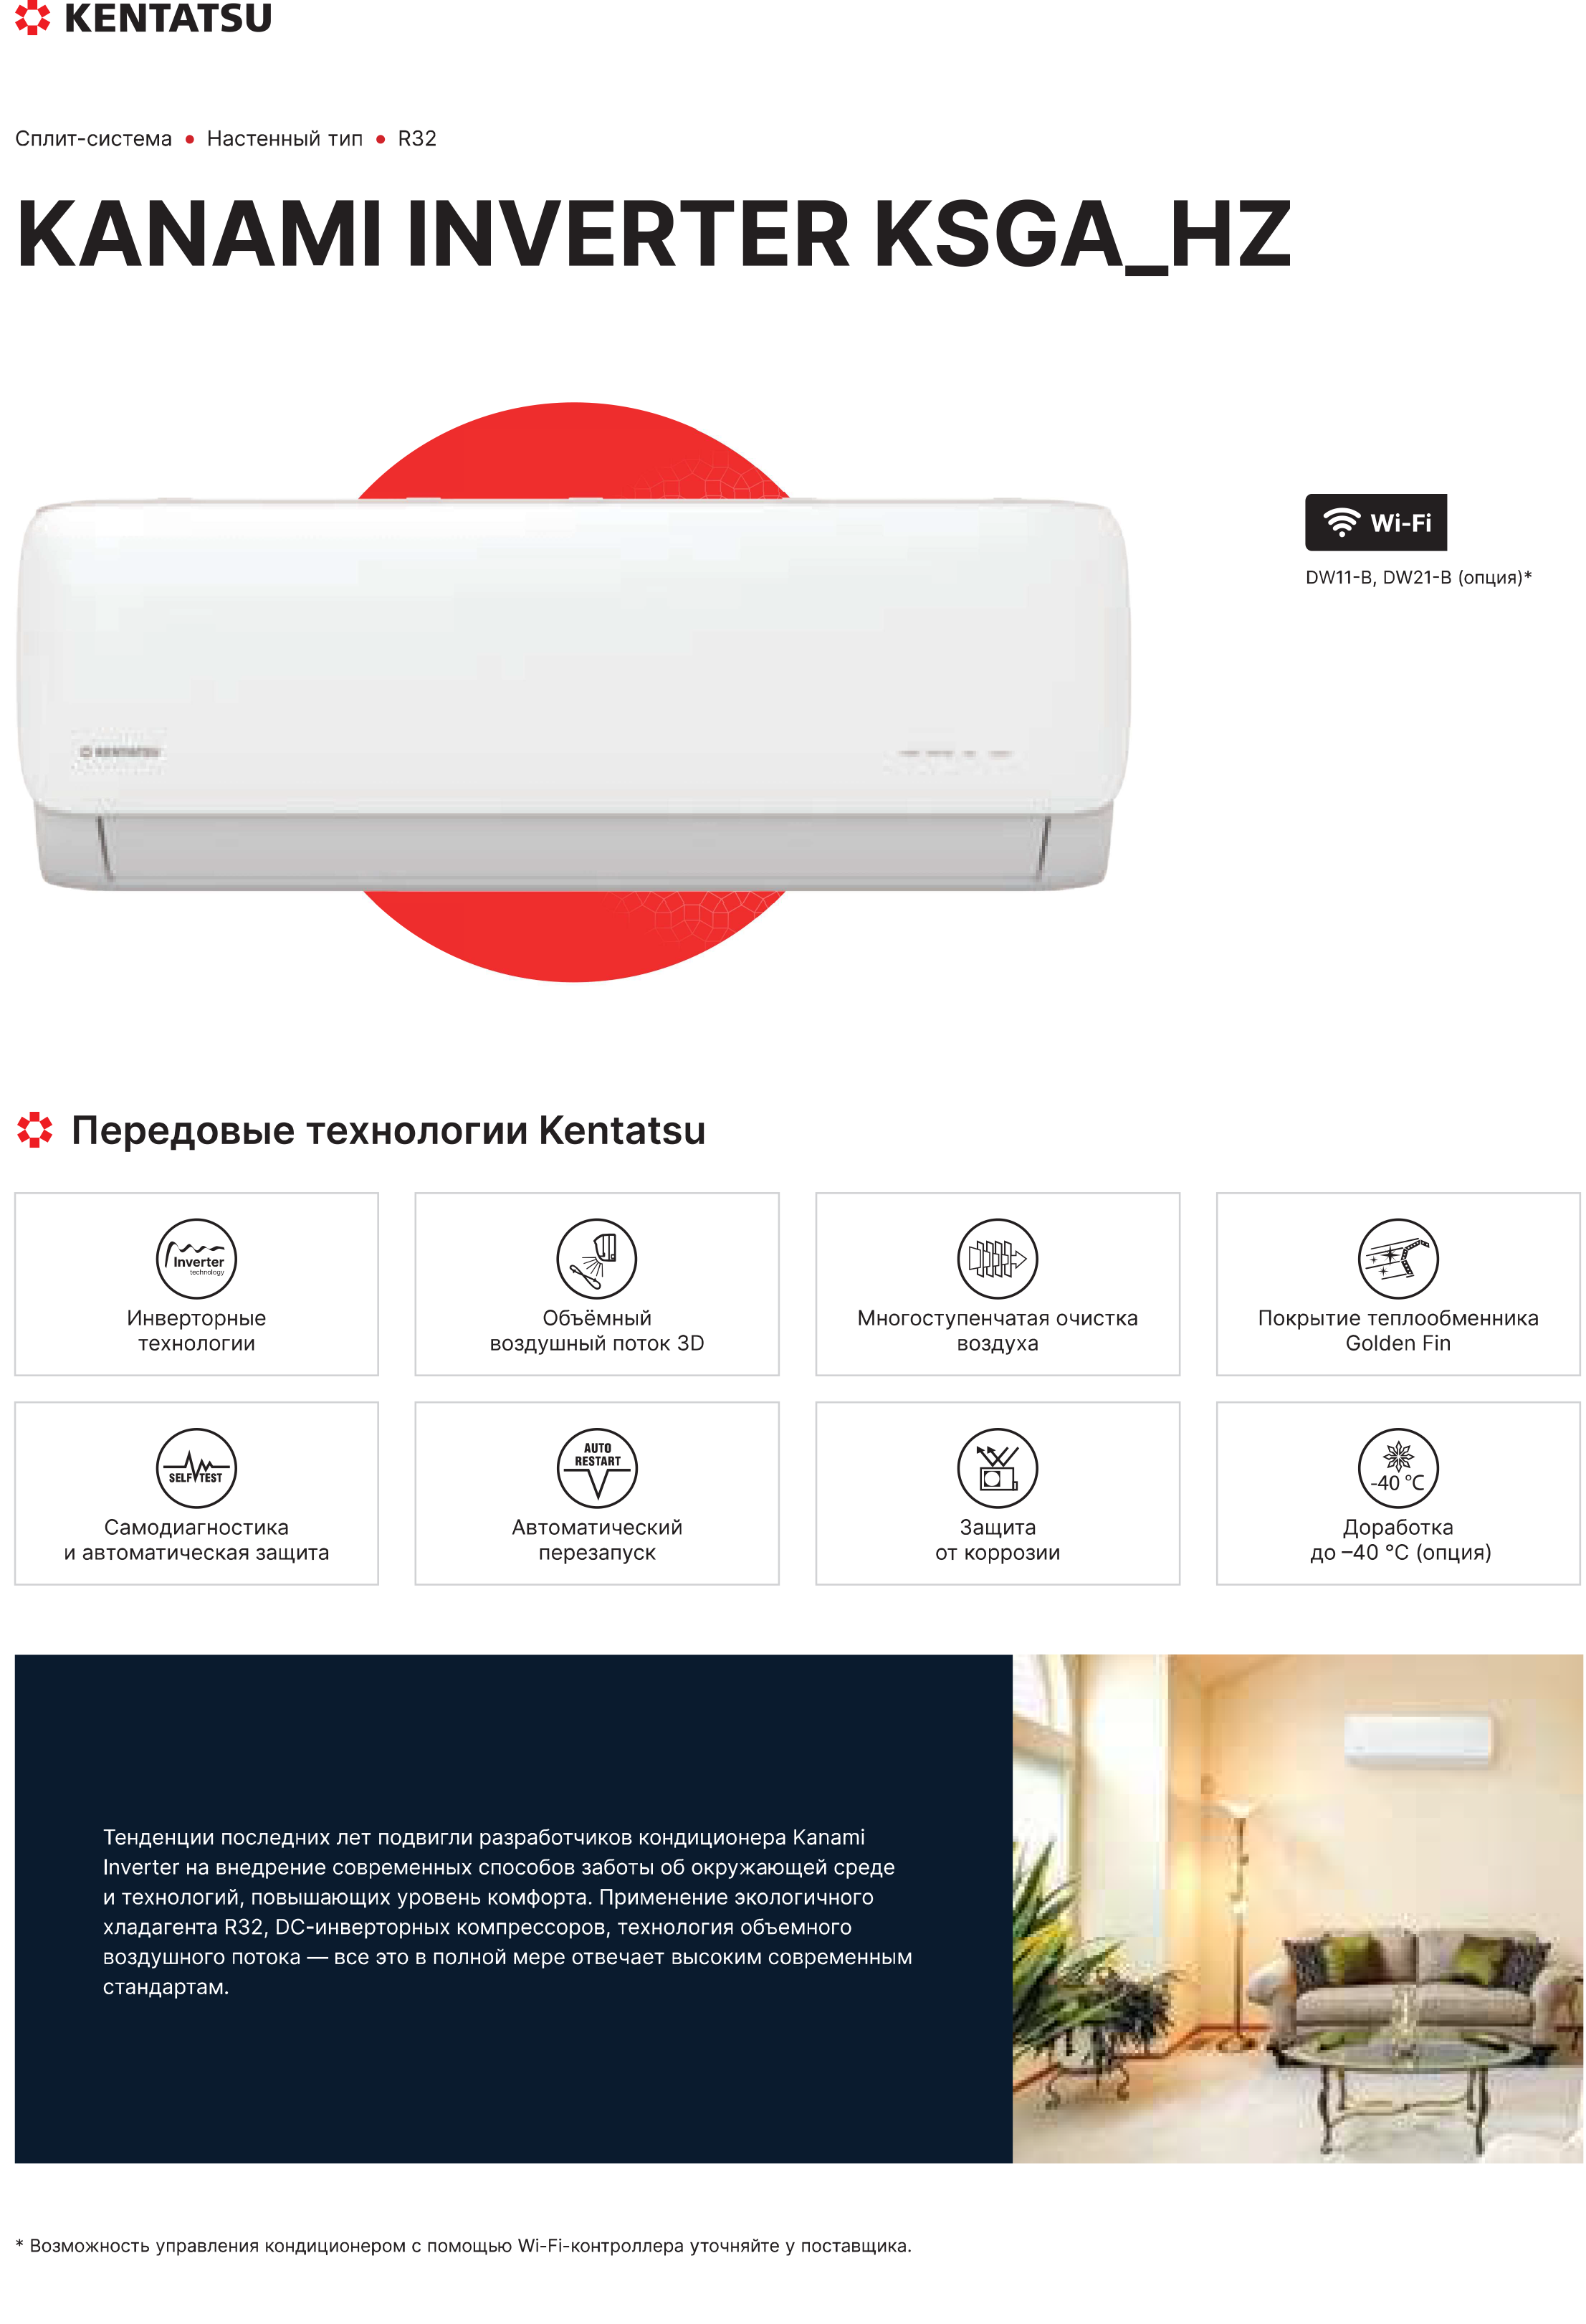 KENTATSU
Сплит-система • Настенный тип • R32
KANAMI INVERTER KSGA_HZ
Wi-Fi
DW11-B, DW21-B (опция)*
KENTATSU
Передовые технологии Kentatsu
Inverter
technology
Инверторные
технологии
Объёмный
воздушный поток 3D
Многоступенчатая очистка
воздуха
Покрытие теплообменника
Golden Fin
SELF TEST
Самодиагностика
и автоматическая защита
AUTO
RESTART
Автоматический
перезапуск
Защита
от коррозии
-40 °C
Доработка
до –40 °C (опция)
Тенденции последних лет подвигли разработчиков кондиционера Kanami
Inverter на внедрение современных способов заботы об окружающей среде
и технологий, повышающих уровень комфорта. Применение экологичного
хладагента R32, DC-инверторных компрессоров, технология объемного
воздушного потока — все это в полной мере отвечает высоким современным
стандартам.
* Возможность управления кондиционером с помощью Wi-Fi-контроллера уточняйте у поставщика.